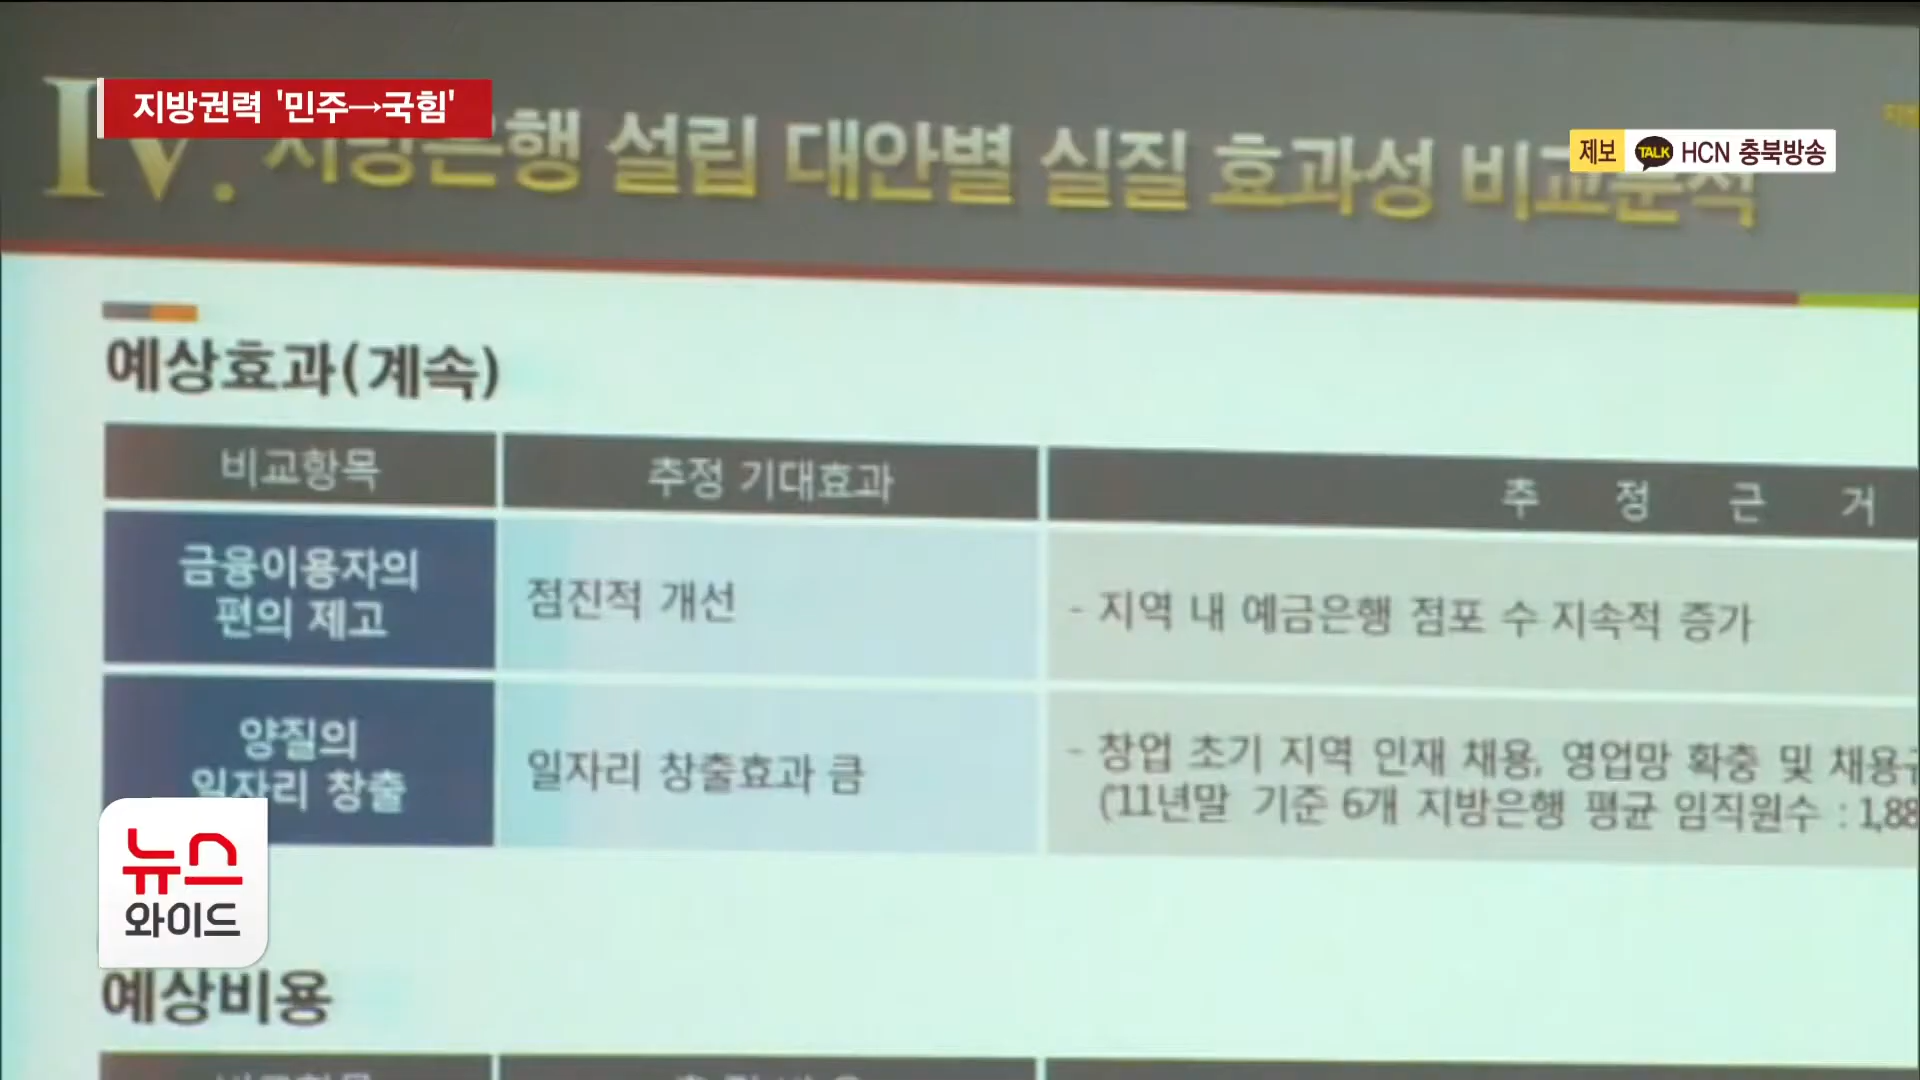 지방권력 '민주→국힘'
제보 TALK HCN 충북방송
Ⅳ. 지방은행 설립 대안별 실질 효과성 비교분석
예상효과(계속)
비교항목 추정 기대효과 추 정 근 거
금융이용자의
편의 제고
점진적 개선
- 지역 내 예금은행 점포 수 지속적 증가
양질의
일자리 창출
일자리 창출효과 큼
- 창업 초기 지역 인재 채용, 영업망 확충 및 채용
('11년말 기준 6개 지방은행 평균 임직원수 : 1,88
뉴스
와이드
예상비용